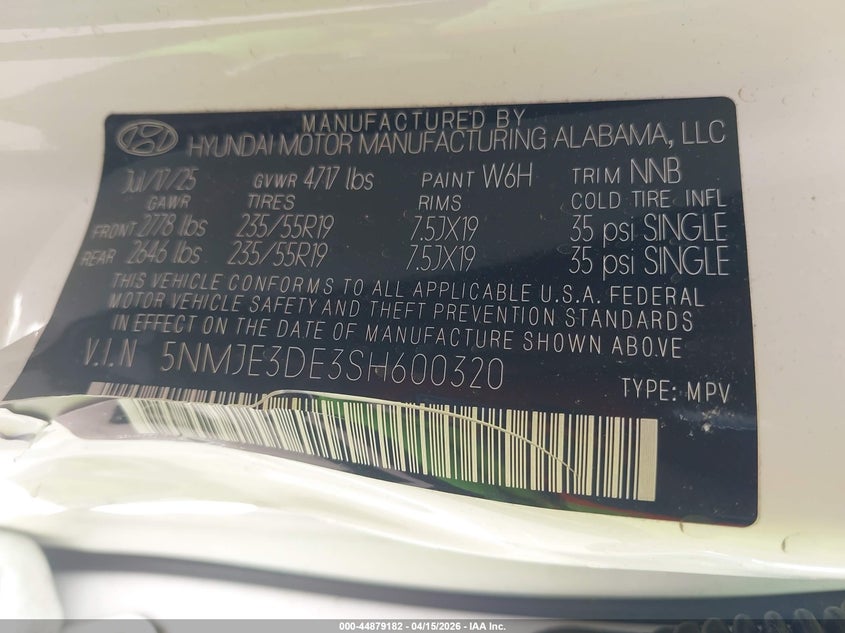 MANUFACTURED BY
HYUNDAI MOTOR MANUFACTURING ALABAMA, LLC
Jul/17/25 GVWR 4717 lbs PAINT W6H TRIM NNB
GAWR TIRES RIMS COLD TIRE INFL
FRONT 2778 lbs 235/55R19 7.5JX19 35 psi SINGLE
REAR 2646 lbs 235/55R19 7.5JX19 35 psi SINGLE
THIS VEHICLE CONFORMS TO ALL APPLICABLE U.S.A. FEDERAL
MOTOR VEHICLE SAFETY AND THEFT PREVENTION STANDARDS
IN EFFECT ON THE DATE OF MANUFACTURE SHOWN ABOVE.
V.I.N 5NMJE3DE3SH600320
TYPE: MPV
000-44879182 - 04/15/2026 - IAA Inc.